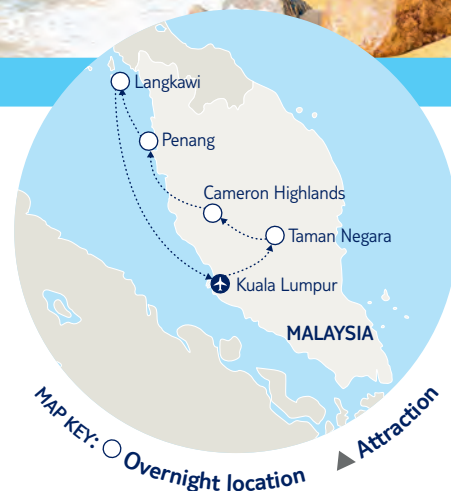 Langkawi
Penang
Cameron Highlands
Taman Negara
Kuala Lumpur
MALAYSIA
MAP KEY: Overnight location
Attraction